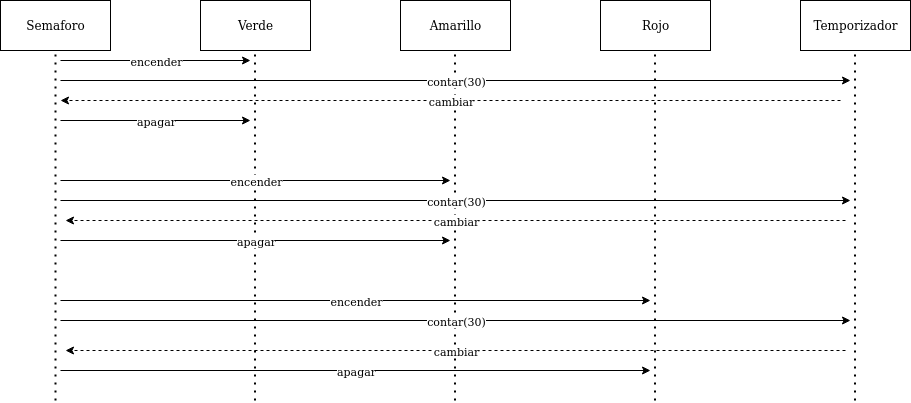 Semaforo
Verde
Amarillo
Rojo
Temporizador
encender
contar(30)
cambiar
apagar
encender
contar(30)
cambiar
apagar
encender
contar(30)
cambiar
apagar